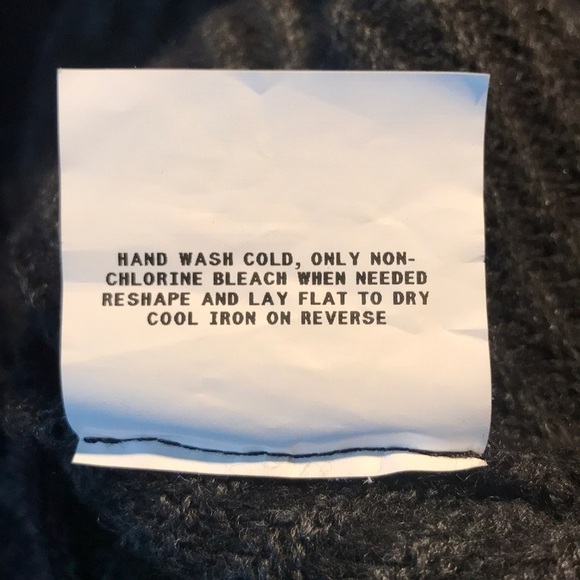 HAND WASH COLD, ONLY NON-
CHLORINE BLEACH WHEN NEEDED
RESHAPE AND LAY FLAT TO DRY
COOL IRON ON REVERSE